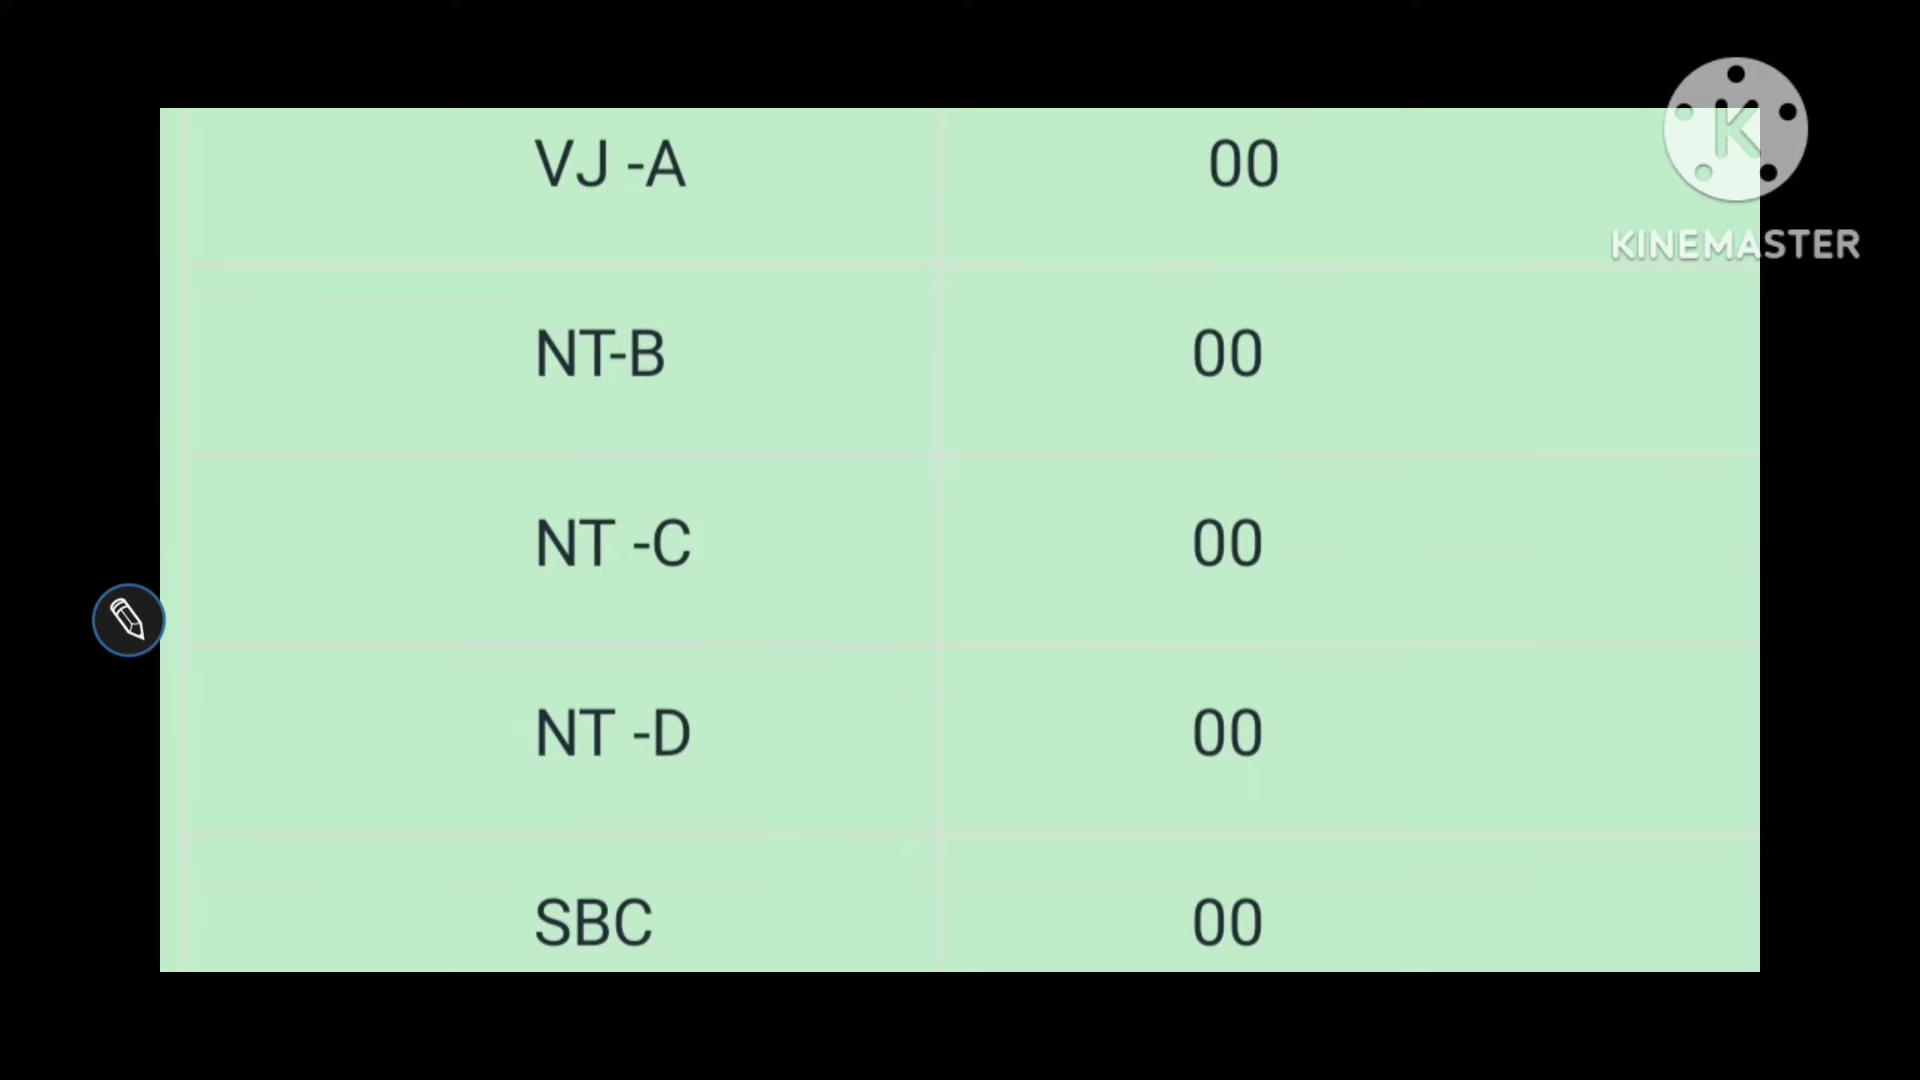 VJ -A 00
KINEMASTER
NT-B 00
NT -C 00
NT -D 00
SBC 00